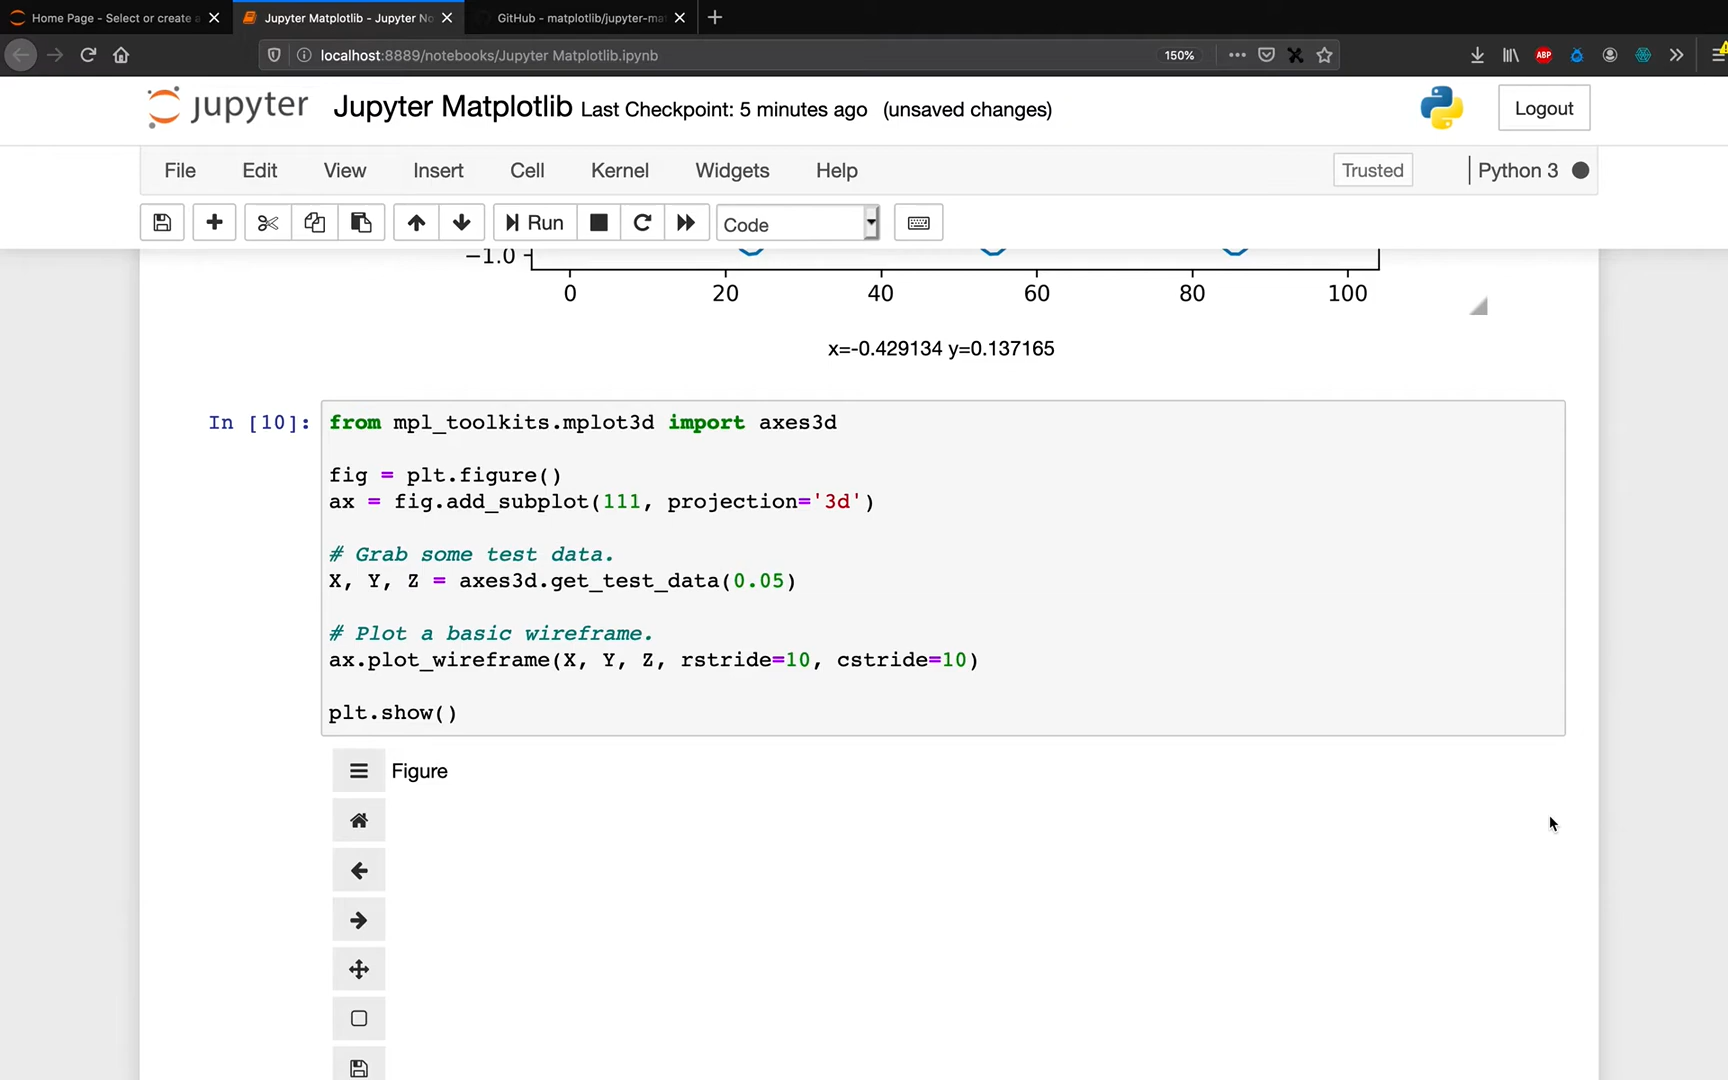 Home Page - Select or create a
Jupyter Matplotlib - Jupyter No
GitHub - matplotlib/jupyter-mat
localhost:8889/notebooks/Jupyter Matplotlib.ipynb
150%
ABP
jupyter
Jupyter Matplotlib Last Checkpoint: 5 minutes ago (unsaved changes)
Logout
File Edit View Insert Cell Kernel Widgets Help
Trusted
Python 3
Run
Code
−1.0
0 20 40 60 80 100
x=-0.429134 y=0.137165
In [10]:
from mpl_toolkits.mplot3d import axes3d
fig = plt.figure()
ax = fig.add_subplot(111, projection='3d')
# Grab some test data.
X, Y, Z = axes3d.get_test_data(0.05)
# Plot a basic wireframe.
ax.plot_wireframe(X, Y, Z, rstride=10, cstride=10)
plt.show()
Figure